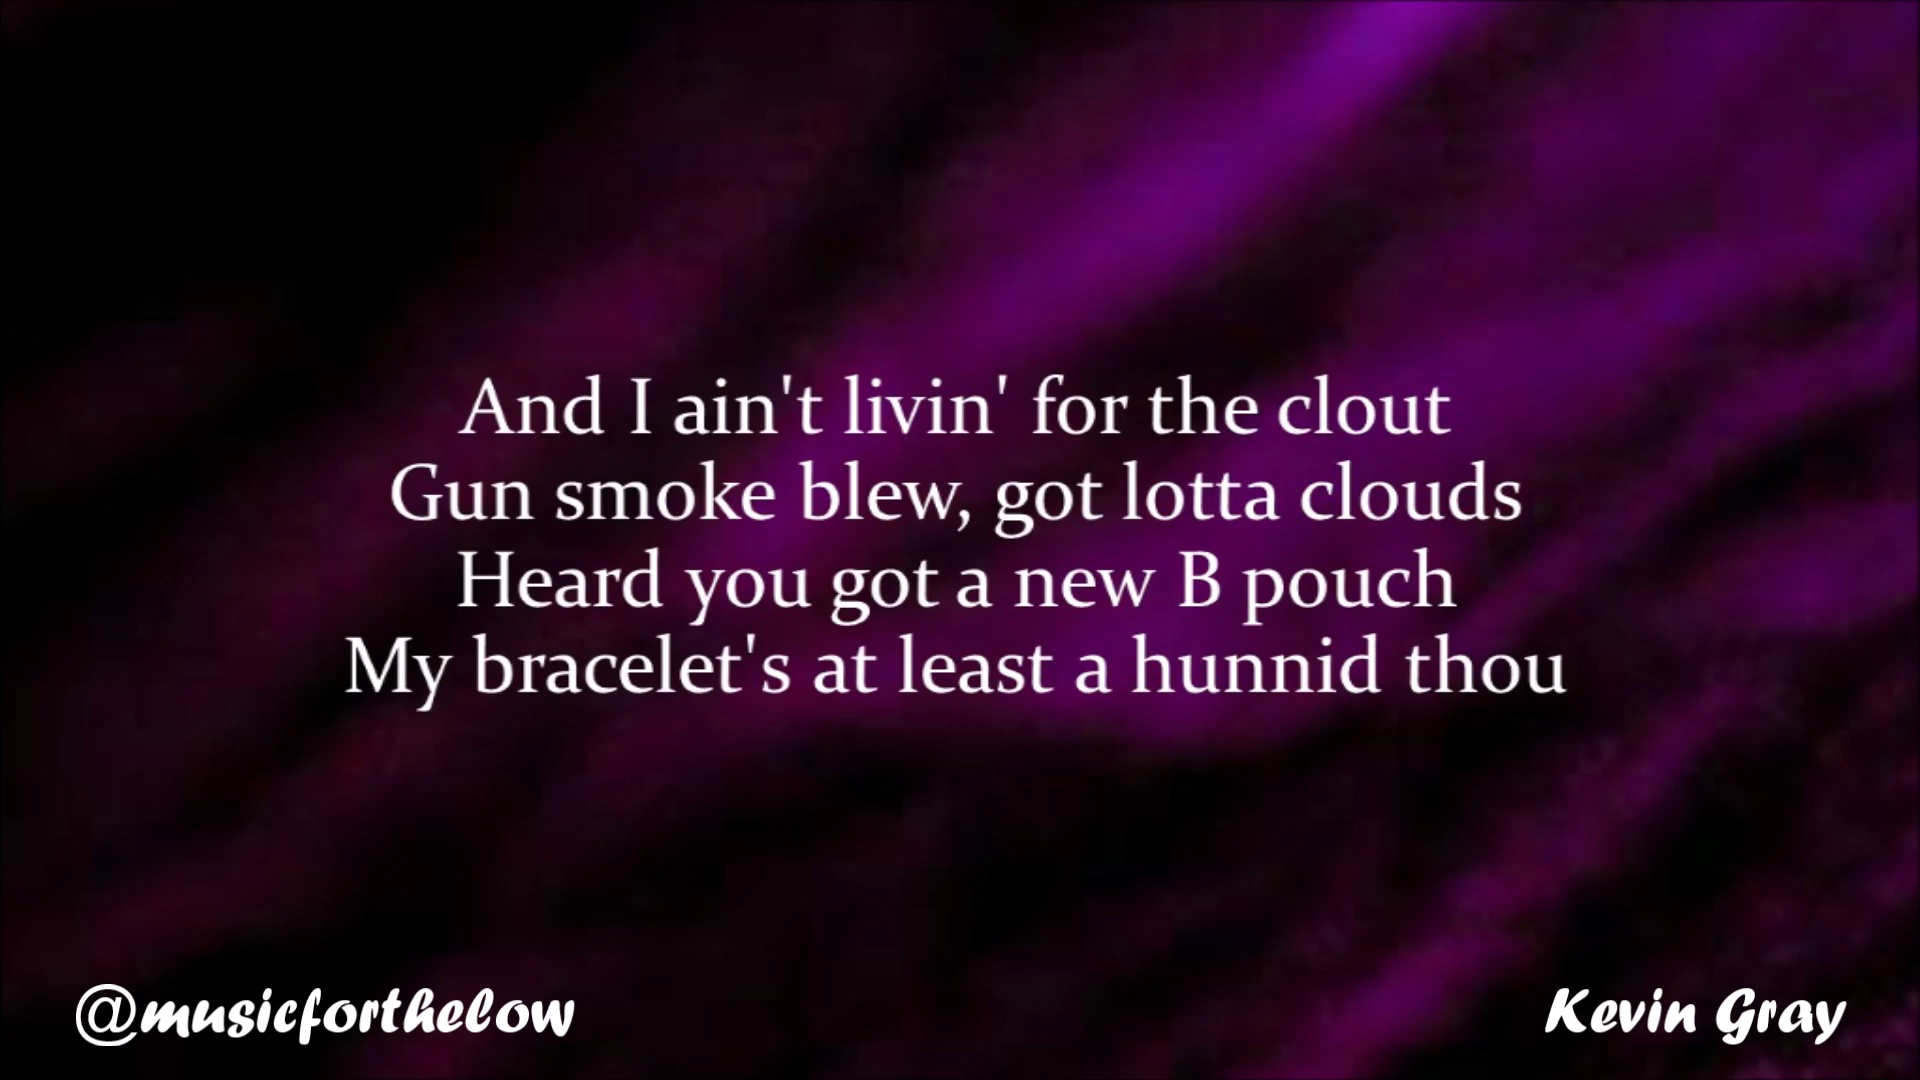 And I ain't livin' for the clout
Gun smoke blew, got lotta clouds
Heard you got a new B pouch
My bracelet's at least a hunnid thou
@musicforthelow
Kevin Gray